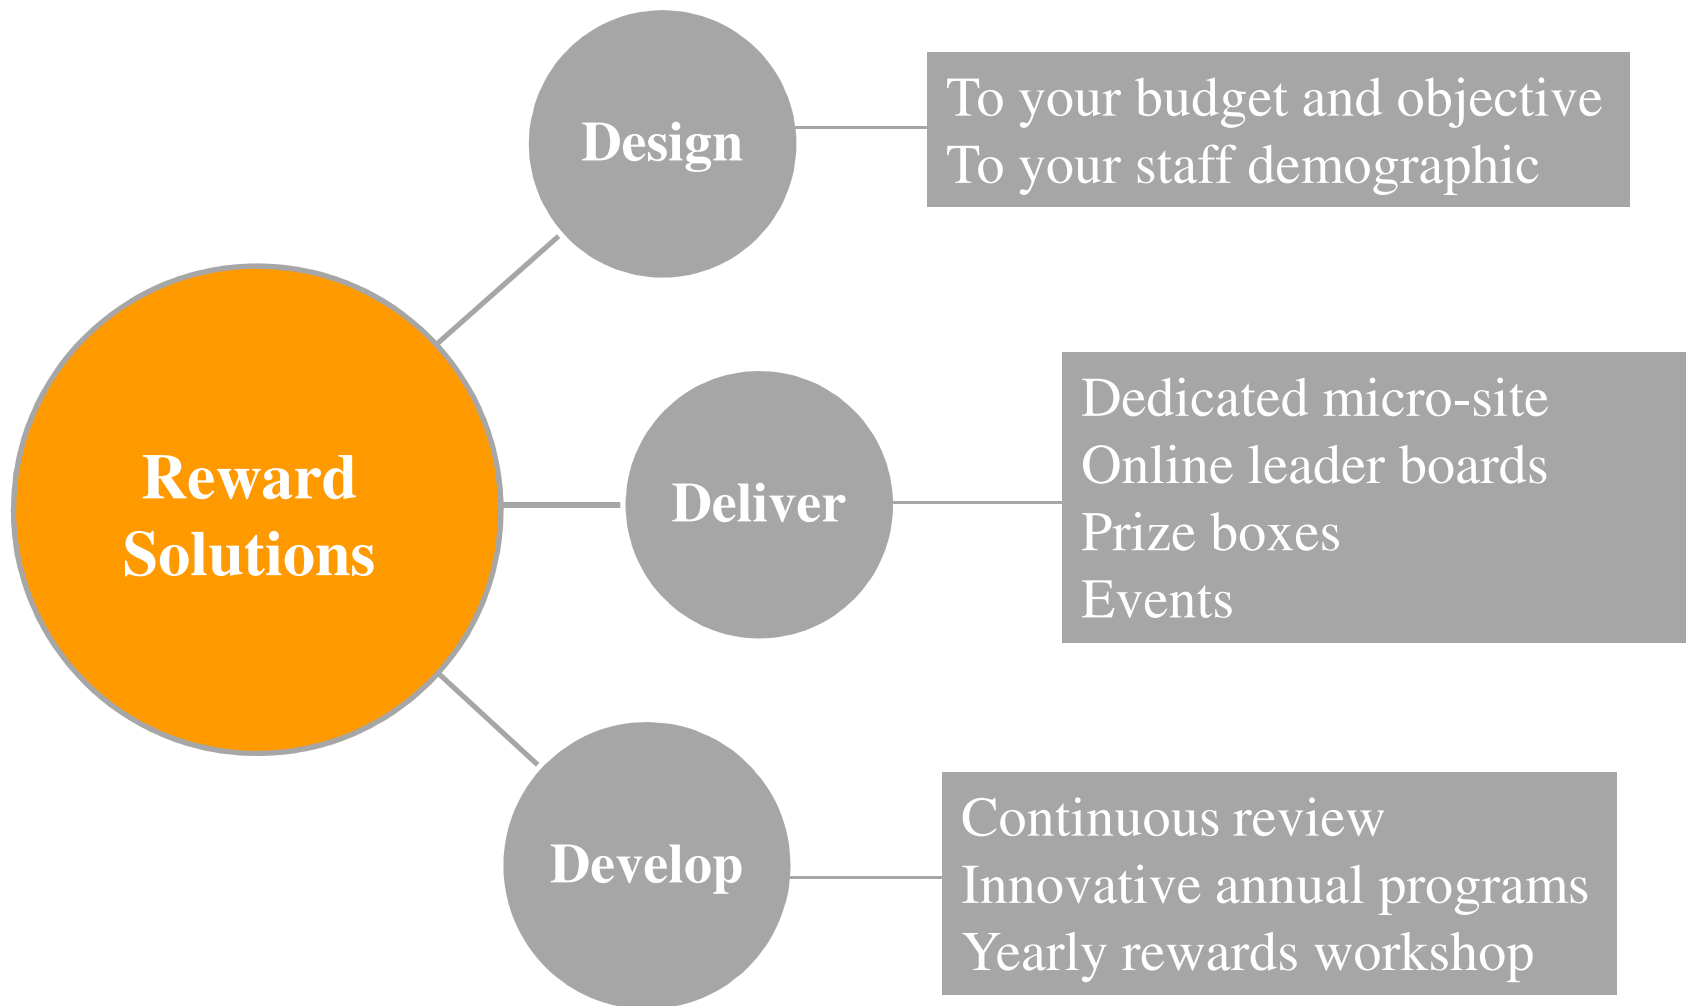 Reward
Solutions
Design
To your budget and objective
To your staff demographic
Deliver
Dedicated micro-site
Online leader boards
Prize boxes
Events
Develop
Continuous review
Innovative annual programs
Yearly rewards workshop